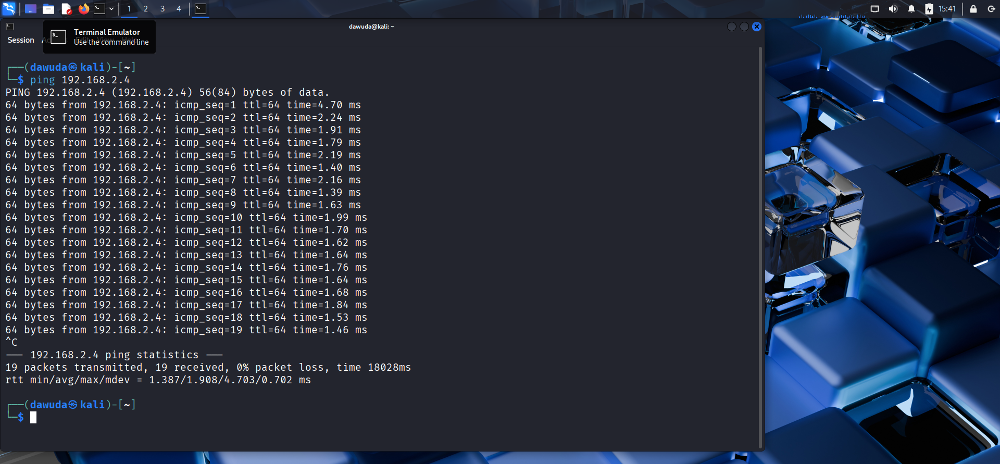 1 2 3 4 15:41
dawuda@kali: ~
Terminal Emulator
Session
Use the command line
┌──(dawuda㉿kali)-[~]
└─$ ping 192.168.2.4
PING 192.168.2.4 (192.168.2.4) 56(84) bytes of data.
64 bytes from 192.168.2.4: icmp_seq=1 ttl=64 time=4.70 ms
64 bytes from 192.168.2.4: icmp_seq=2 ttl=64 time=2.24 ms
64 bytes from 192.168.2.4: icmp_seq=3 ttl=64 time=1.91 ms
64 bytes from 192.168.2.4: icmp_seq=4 ttl=64 time=1.79 ms
64 bytes from 192.168.2.4: icmp_seq=5 ttl=64 time=2.19 ms
64 bytes from 192.168.2.4: icmp_seq=6 ttl=64 time=1.40 ms
64 bytes from 192.168.2.4: icmp_seq=7 ttl=64 time=2.16 ms
64 bytes from 192.168.2.4: icmp_seq=8 ttl=64 time=1.39 ms
64 bytes from 192.168.2.4: icmp_seq=9 ttl=64 time=1.63 ms
64 bytes from 192.168.2.4: icmp_seq=10 ttl=64 time=1.99 ms
64 bytes from 192.168.2.4: icmp_seq=11 ttl=64 time=1.70 ms
64 bytes from 192.168.2.4: icmp_seq=12 ttl=64 time=1.62 ms
64 bytes from 192.168.2.4: icmp_seq=13 ttl=64 time=1.64 ms
64 bytes from 192.168.2.4: icmp_seq=14 ttl=64 time=1.76 ms
64 bytes from 192.168.2.4: icmp_seq=15 ttl=64 time=1.64 ms
64 bytes from 192.168.2.4: icmp_seq=16 ttl=64 time=1.68 ms
64 bytes from 192.168.2.4: icmp_seq=17 ttl=64 time=1.84 ms
64 bytes from 192.168.2.4: icmp_seq=18 ttl=64 time=1.53 ms
64 bytes from 192.168.2.4: icmp_seq=19 ttl=64 time=1.46 ms
^C
--- 192.168.2.4 ping statistics ---
19 packets transmitted, 19 received, 0% packet loss, time 18028ms
rtt min/avg/max/mdev = 1.387/1.908/4.703/0.702 ms
┌──(dawuda㉿kali)-[~]
└─$